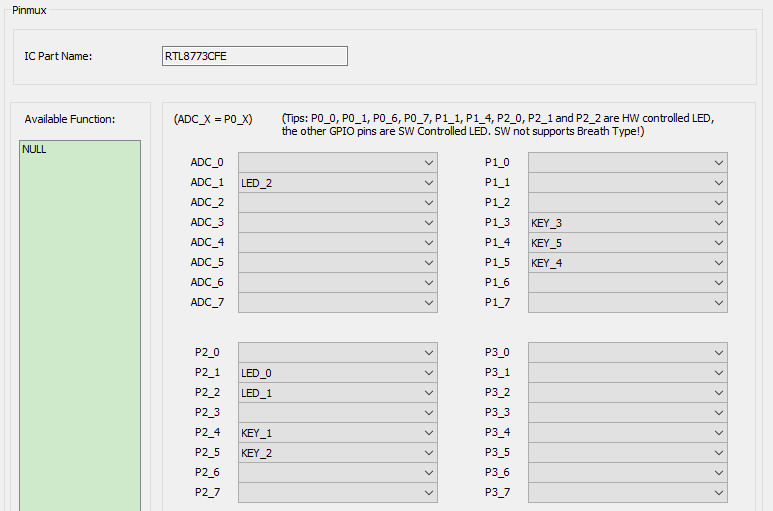 Pinmux
IC Part Name: RTL8773CFE
Available Function:
NULL
(ADC_X = P0_X) (Tips: P0_0, P0_1, P0_6, P0_7, P1_1, P1_4, P2_0, P2_1 and P2_2 are HW controlled LED,
the other GPIO pins are SW Controlled LED. SW not supports Breath Type!)
ADC_0 P1_0
ADC_1 LED_2 P1_1
ADC_2 P1_2
ADC_3 P1_3 KEY_3
ADC_4 P1_4 KEY_5
ADC_5 P1_5 KEY_4
ADC_6 P1_6
ADC_7 P1_7
P2_0 P3_0
P2_1 LED_0 P3_1
P2_2 LED_1 P3_2
P2_3 P3_3
P2_4 KEY_1 P3_4
P2_5 KEY_2 P3_5
P2_6 P3_6
P2_7 P3_7